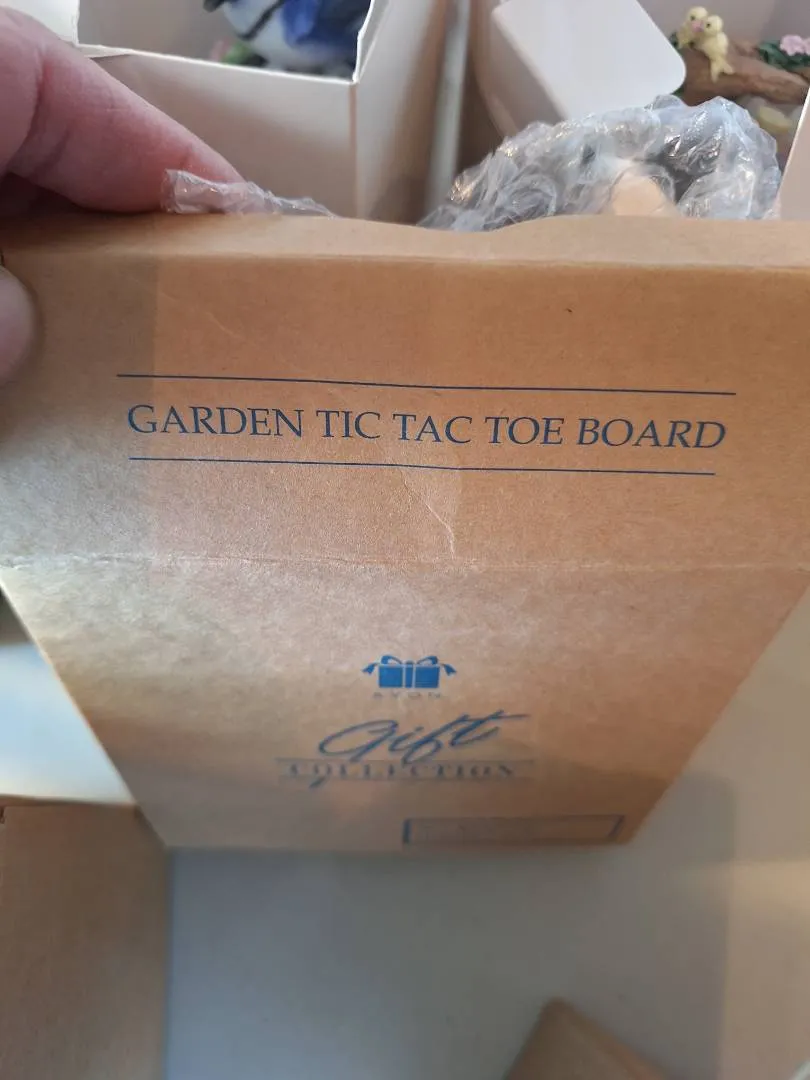 GARDEN TIC TAC TOE BOARD
AVON
Gift
COLLECTION